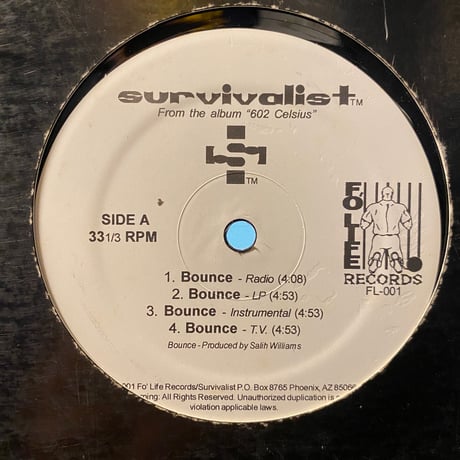 survivalist™
From the album "602 Celsius"
S
TM
SIDE A
33 1/3 RPM
FO' LIFE
RECORDS
FL-001
1. Bounce - Radio (4:08)
2. Bounce - LP (4:53)
3. Bounce - Instrumental (4:53)
4. Bounce - T.V. (4:53)
Bounce - Produced by Salih Williams
001 Fo' Life Records/Survivalist P.O. Box 8765 Phoenix, AZ 85066
All Rights Reserved. Unauthorized duplication is
violation applicable laws.